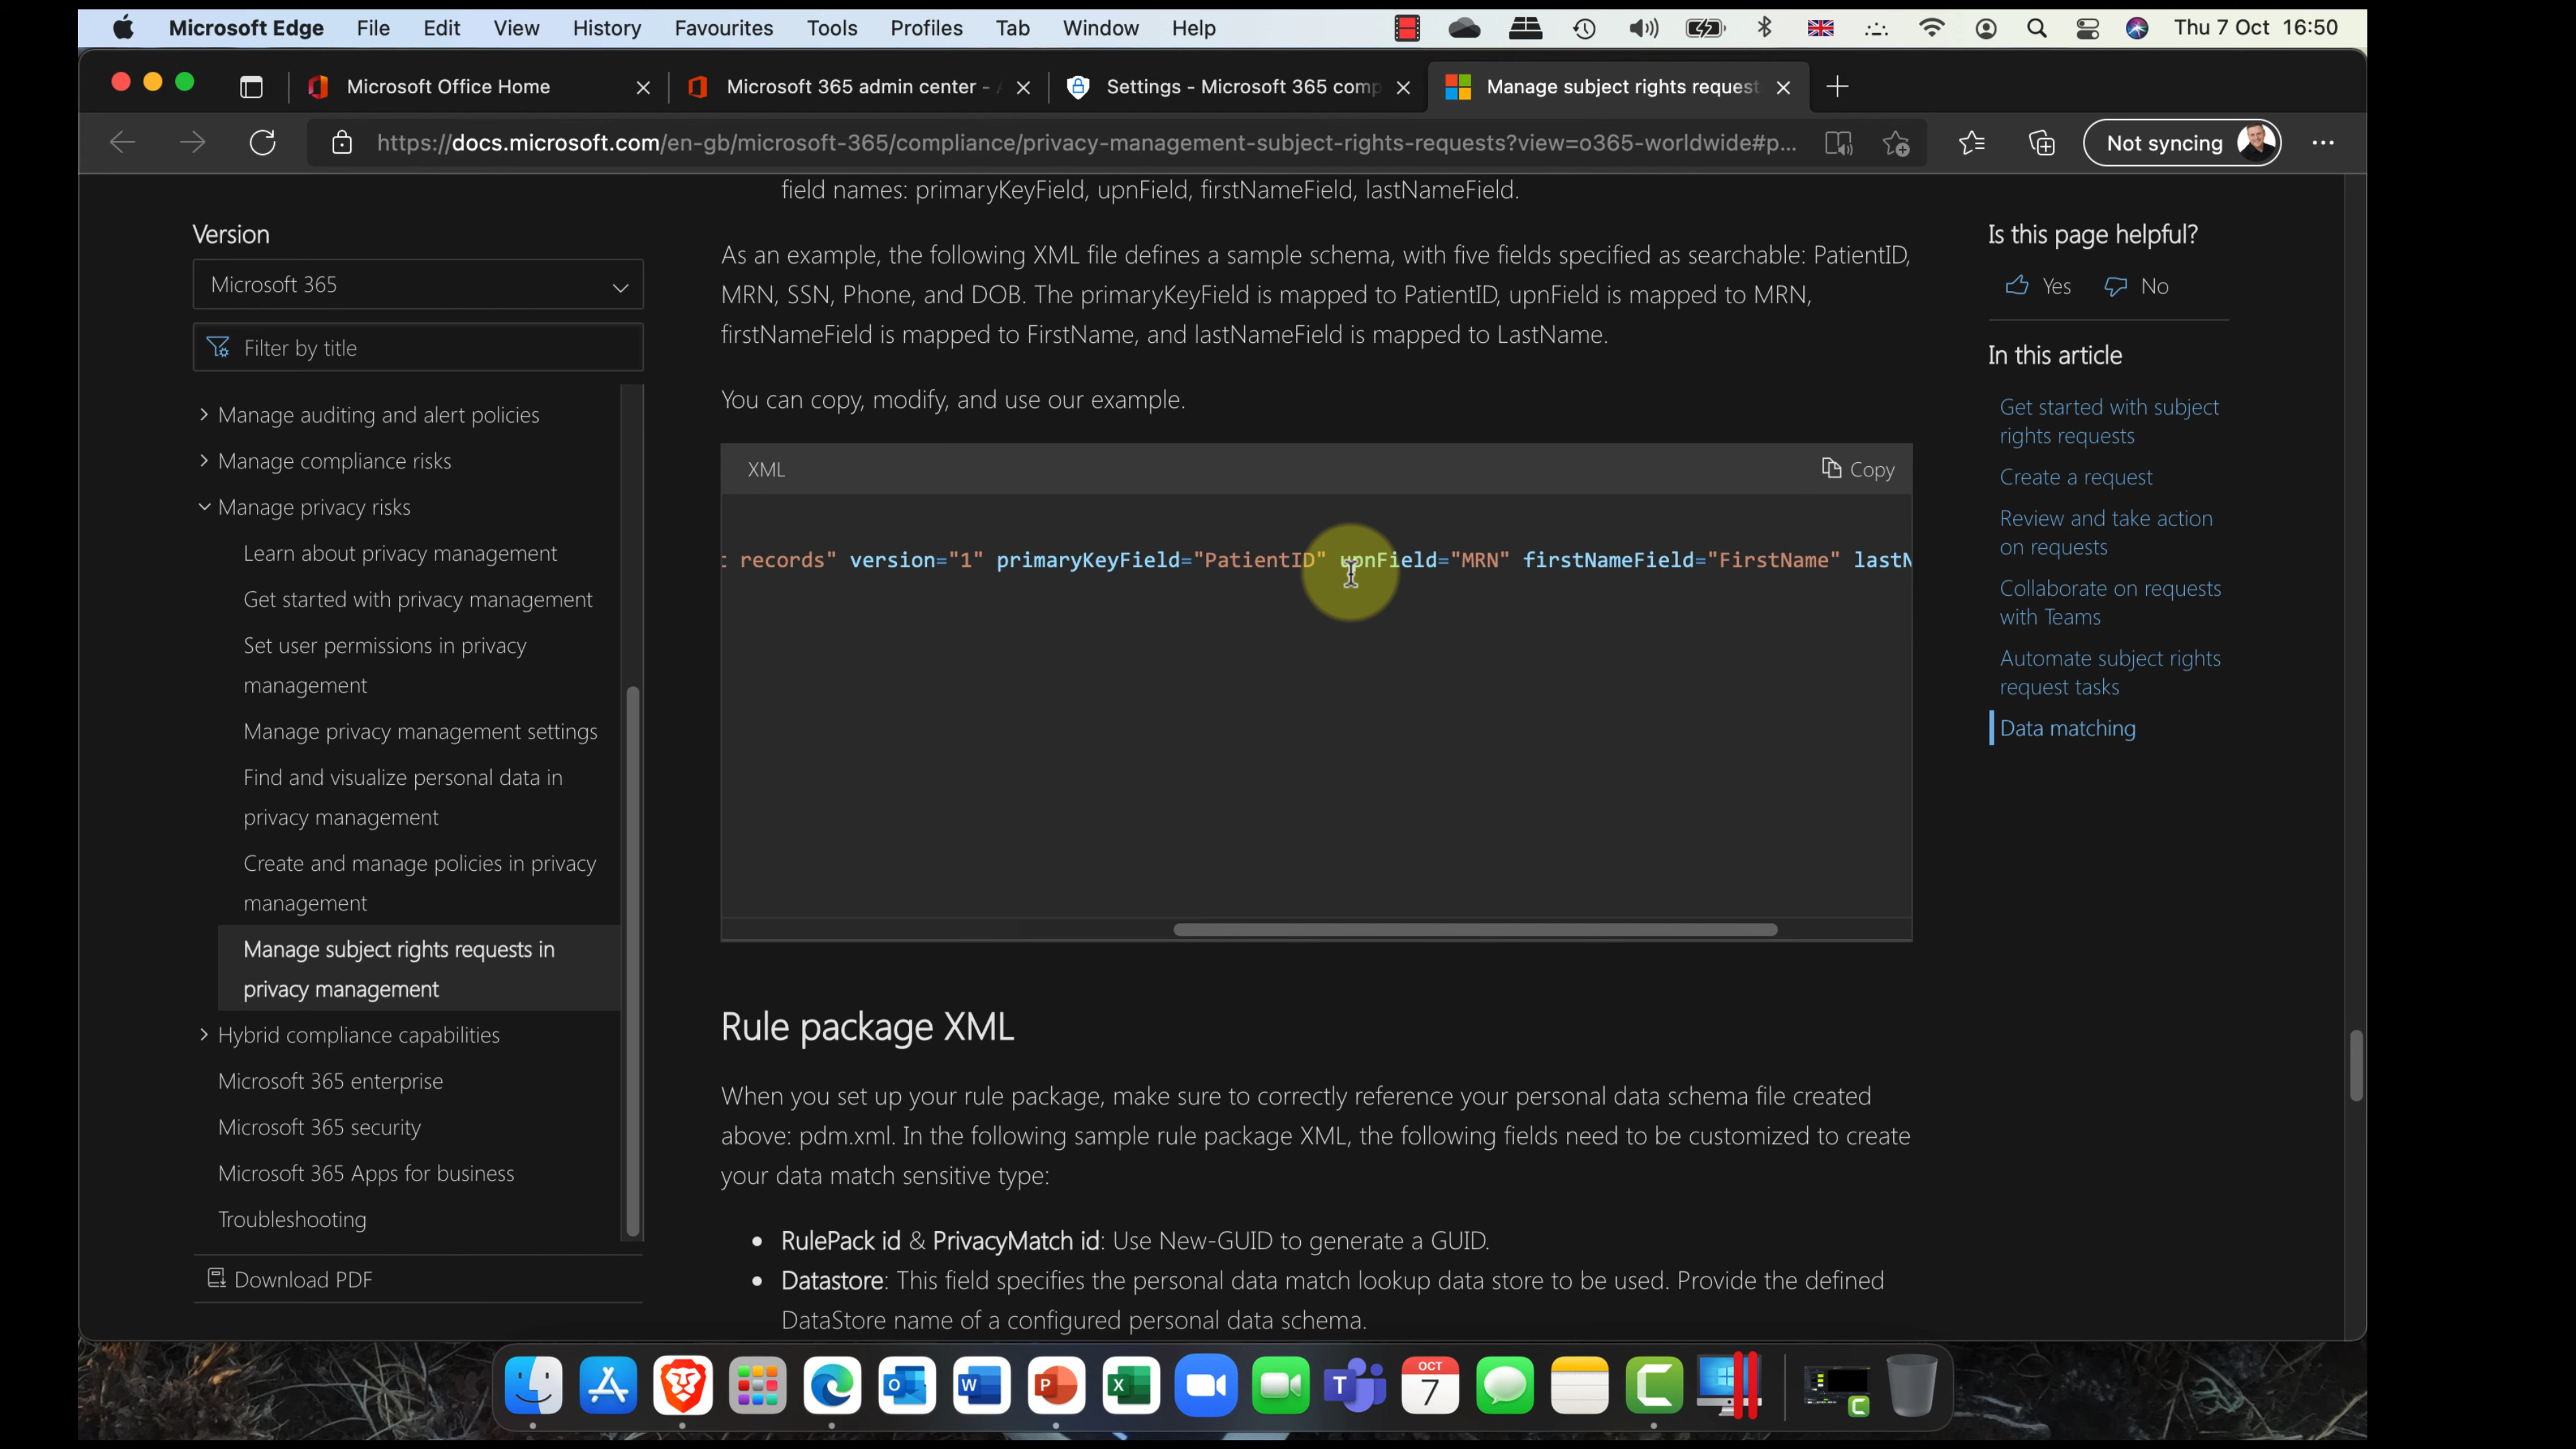 Microsoft Edge File Edit View History Favourites Tools Profiles Tab Window Help Thu 7 Oct 16:50
Microsoft Office Home
Microsoft 365 admin center -
Settings - Microsoft 365 comp
Manage subject rights request
https://docs.microsoft.com/en-gb/microsoft-365/compliance/privacy-management-subject-rights-requests?view=o365-worldwide#p...
Not syncing
Version
Microsoft 365
Filter by title
Manage auditing and alert policies
Manage compliance risks
Manage privacy risks
Learn about privacy management
Get started with privacy management
Set user permissions in privacy
management
Manage privacy management settings
Find and visualize personal data in
privacy management
Create and manage policies in privacy
management
Manage subject rights requests in
privacy management
Hybrid compliance capabilities
Microsoft 365 enterprise
Microsoft 365 security
Microsoft 365 Apps for business
Troubleshooting
Download PDF
field names: primaryKeyField, upnField, firstNameField, lastNameField.
As an example, the following XML file defines a sample schema, with five fields specified as searchable: PatientID,
MRN, SSN, Phone, and DOB. The primaryKeyField is mapped to PatientID, upnField is mapped to MRN,
firstNameField is mapped to FirstName, and lastNameField is mapped to LastName.
You can copy, modify, and use our example.
XML
Copy
records" version="1" primaryKeyField="PatientID" upnField="MRN" firstNameField="FirstName" lastN
Rule package XML
When you set up your rule package, make sure to correctly reference your personal data schema file created
above: pdm.xml. In the following sample rule package XML, the following fields need to be customized to create
your data match sensitive type:
• RulePack id & PrivacyMatch id: Use New-GUID to generate a GUID.
• Datastore: This field specifies the personal data match lookup data store to be used. Provide the defined
DataStore name of a configured personal data schema.
Is this page helpful?
Yes No
In this article
Get started with subject
rights requests
Create a request
Review and take action
on requests
Collaborate on requests
with Teams
Automate subject rights
request tasks
Data matching
OCT
7